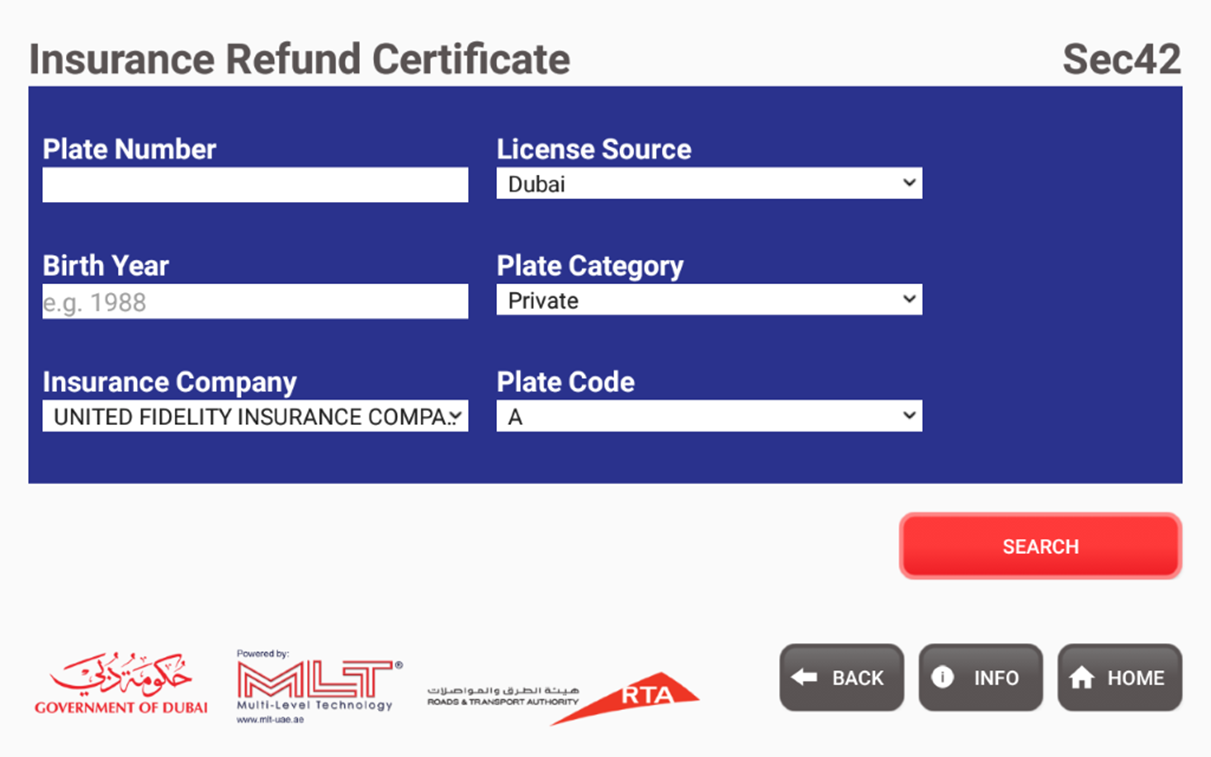 Insurance Refund Certificate
Sec42
Plate Number
License Source
Dubai
Birth Year
e.g. 1988
Plate Category
Private
Insurance Company
UNITED FIDELITY INSURANCE COMPA..
Plate Code
A
SEARCH
حكومة دبي
GOVERNMENT OF DUBAI
Powered by:
MLT®
Multi-Level Technology
www.mlt-uae.ae
هيئة الطرق والمواصلات
ROADS & TRANSPORT AUTHORITY
RTA
BACK
INFO
HOME